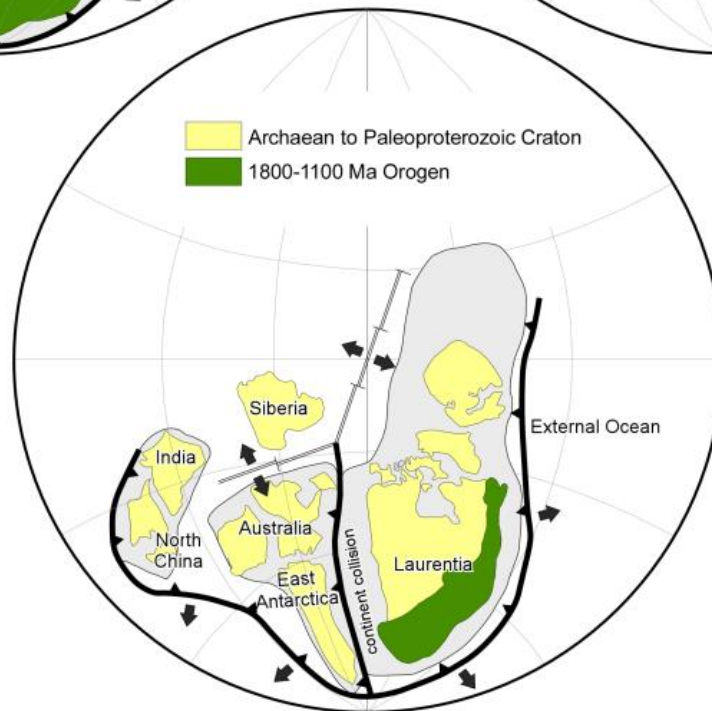 Archaean to Paleoproterozoic Craton
1800-1100 Ma Orogen
Siberia
External Ocean
India
North
China
Australia
East
Antarctica
continent collision
Laurentia